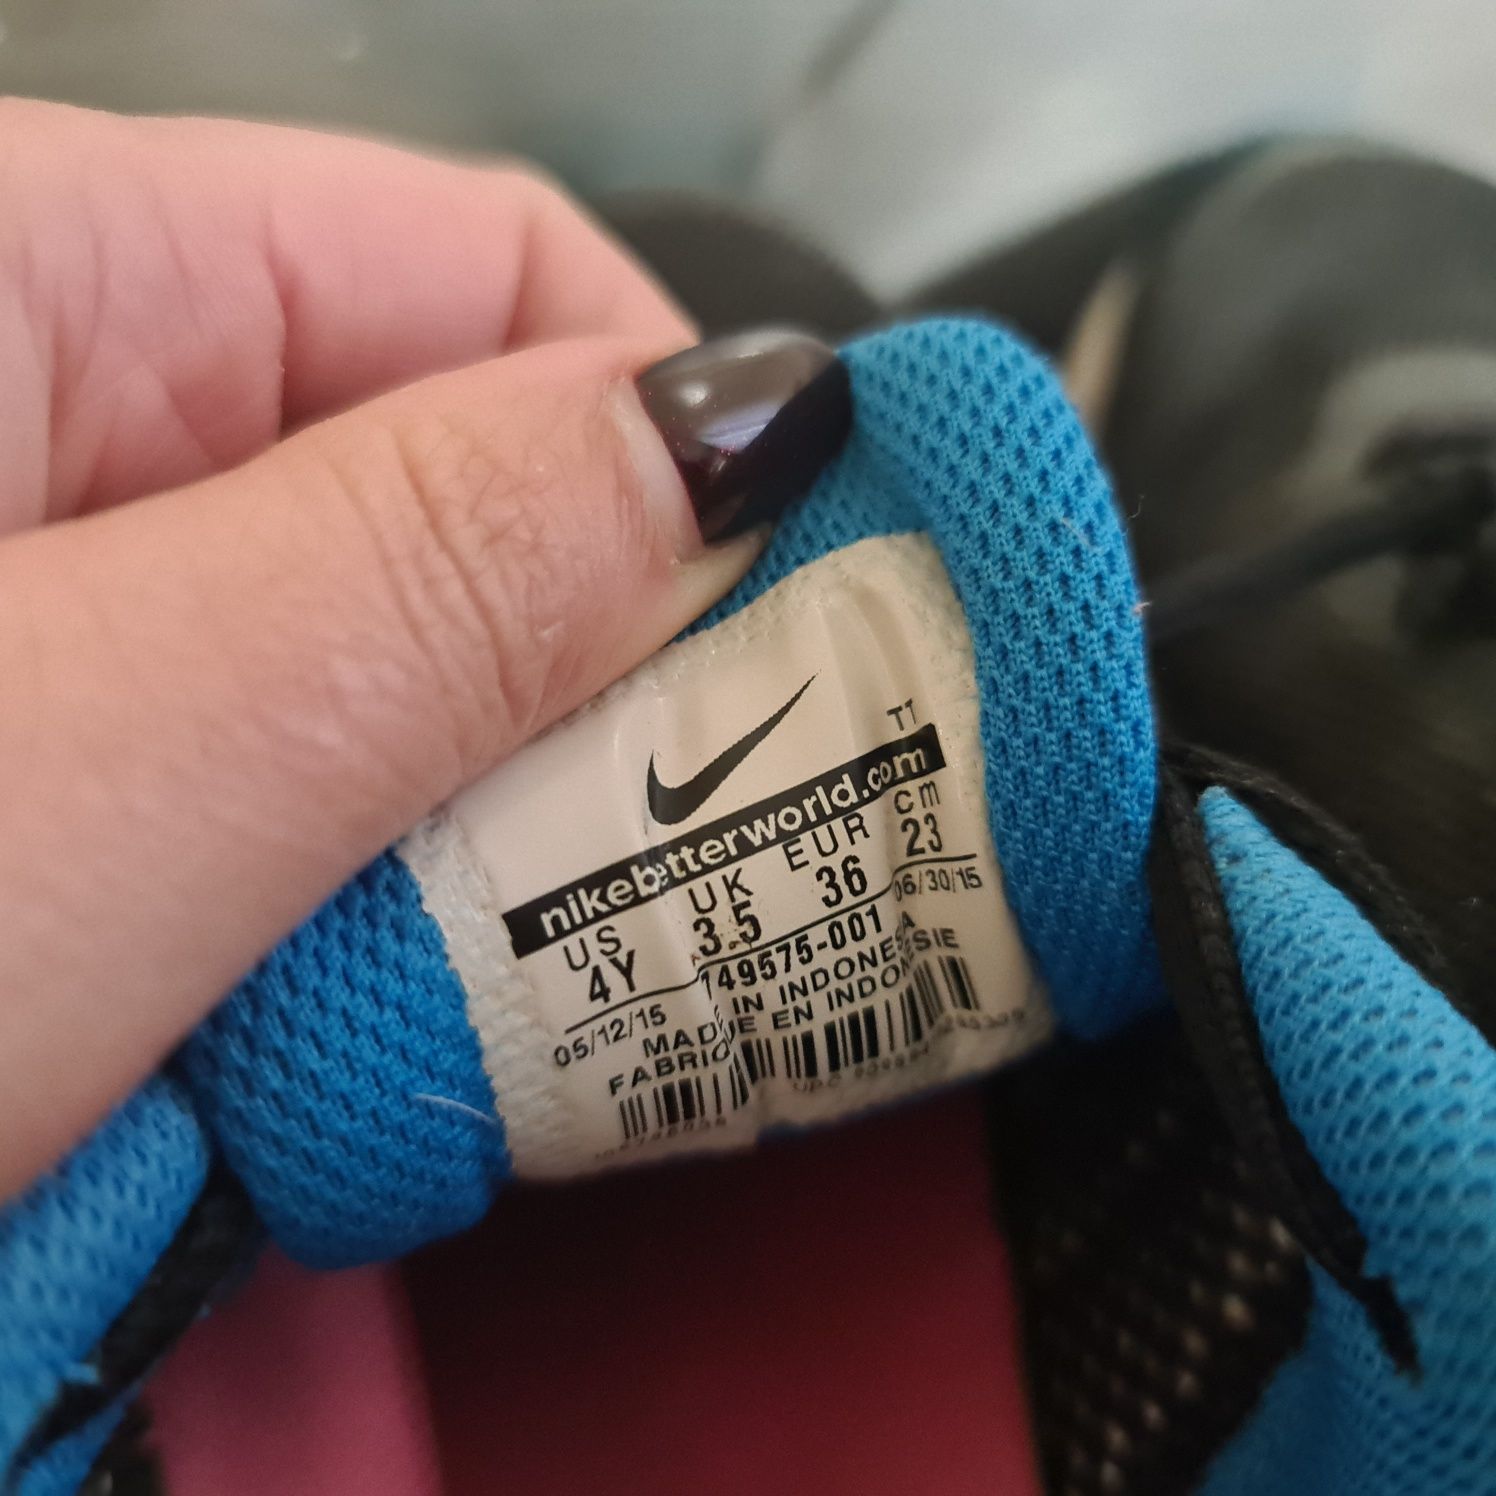 TT
nikebetterworld.com
US UK EUR cm
4Y 3.5 36 23
05/12/15 749575-001 06/30/15
MADE IN INDONESIA
FABRIQUE EN INDONESIE
UPC